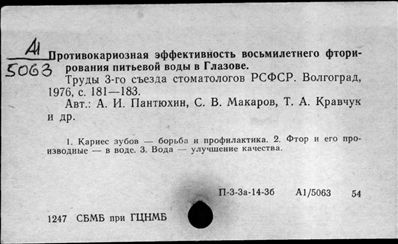 А1
5063
Противокариозная эффективность восьмилетнего фтори-
рования питьевой воды в Глазове.
Труды 3-го съезда стоматологов РСФСР. Волгоград,
1976, с. 181—183.
Авт.: А. И. Пантюхин, С. В. Макаров, Т. А. Кравчук
и др.
1. Кариес зубов — борьба и профилактика. 2. Фтор и его про-
изводные — в воде. 3. Вода — улучшение качества.
П-3-3а-14-3б А1/5063 54
1247 СБМБ при ГЦНМБ